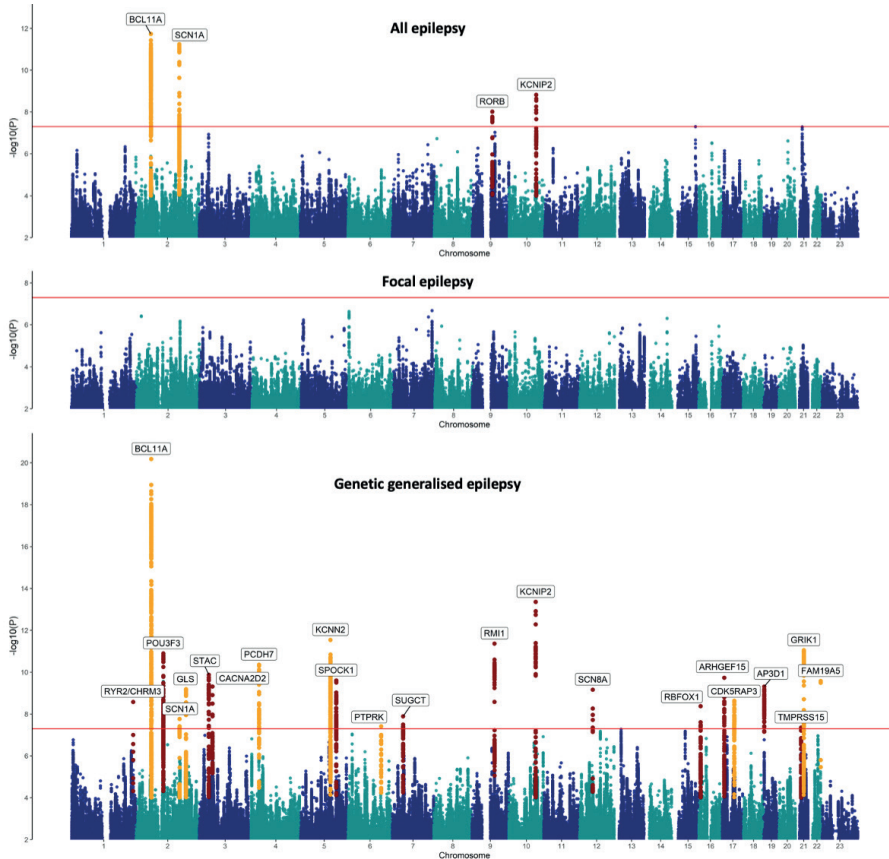 All epilepsy
BCL11A
SCN1A
RORB
KCNIP2
-log10(P)
12
10
8
6
4
2
1 2 3 4 5 6 7 8 9 10 11 12 13 14 15 16 17 18 19 20 21 22 23
Chromosome
Focal epilepsy
-log10(P)
8
6
4
2
1 2 3 4 5 6 7 8 9 10 11 12 13 14 15 16 17 18 19 20 21 22 23
Chromosome
Genetic generalised epilepsy
BCL11A
KCNIP2
POU3F3
STAC
PCDH7
KCNN2
RMI1
GRIK1
RYR2/CHRM3
GLS
CACNA2D2
SPOCK1
SCN8A
ARHGEF15
AP3D1
FAM19A5
SCN1A
PTPRK
SUGCT
RBFOX1
CDK5RAP3
TMPRSS15
-log10(P)
20
18
16
14
12
10
8
6
4
2
1 2 3 4 5 6 7 8 9 10 11 12 13 14 15 16 17 18 19 20 21 22 23
Chromosome